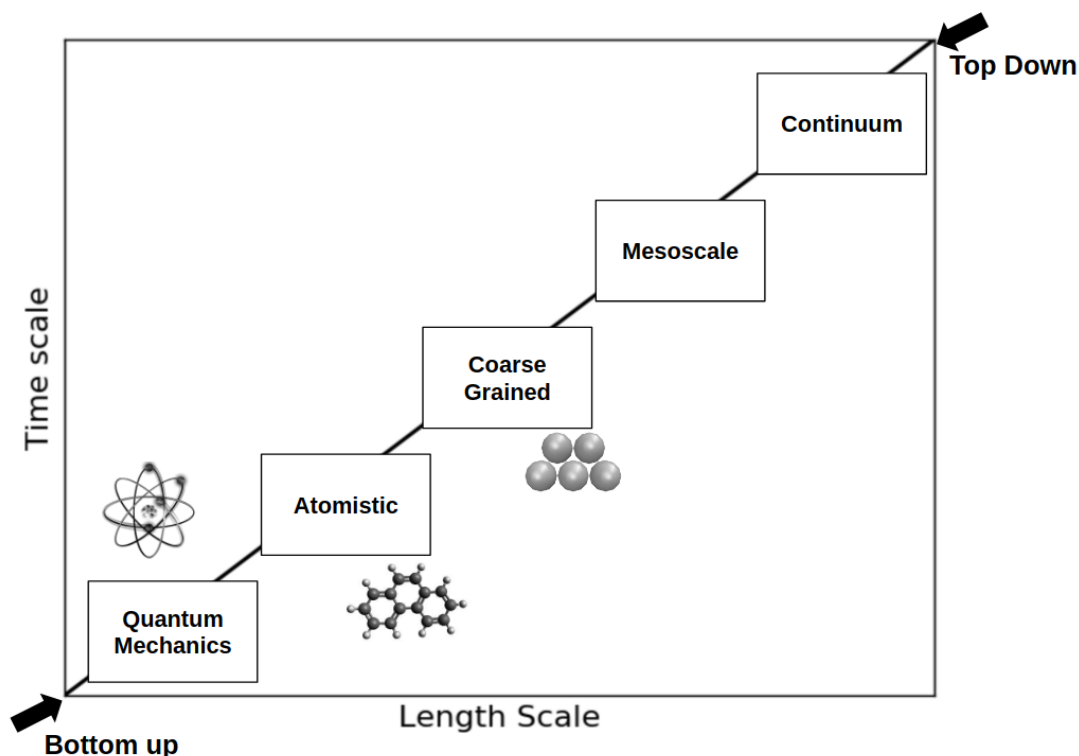 Top Down
Continuum
Mesoscale
Time scale
Coarse
Grained
Atomistic
Quantum
Mechanics
Length Scale
Bottom up